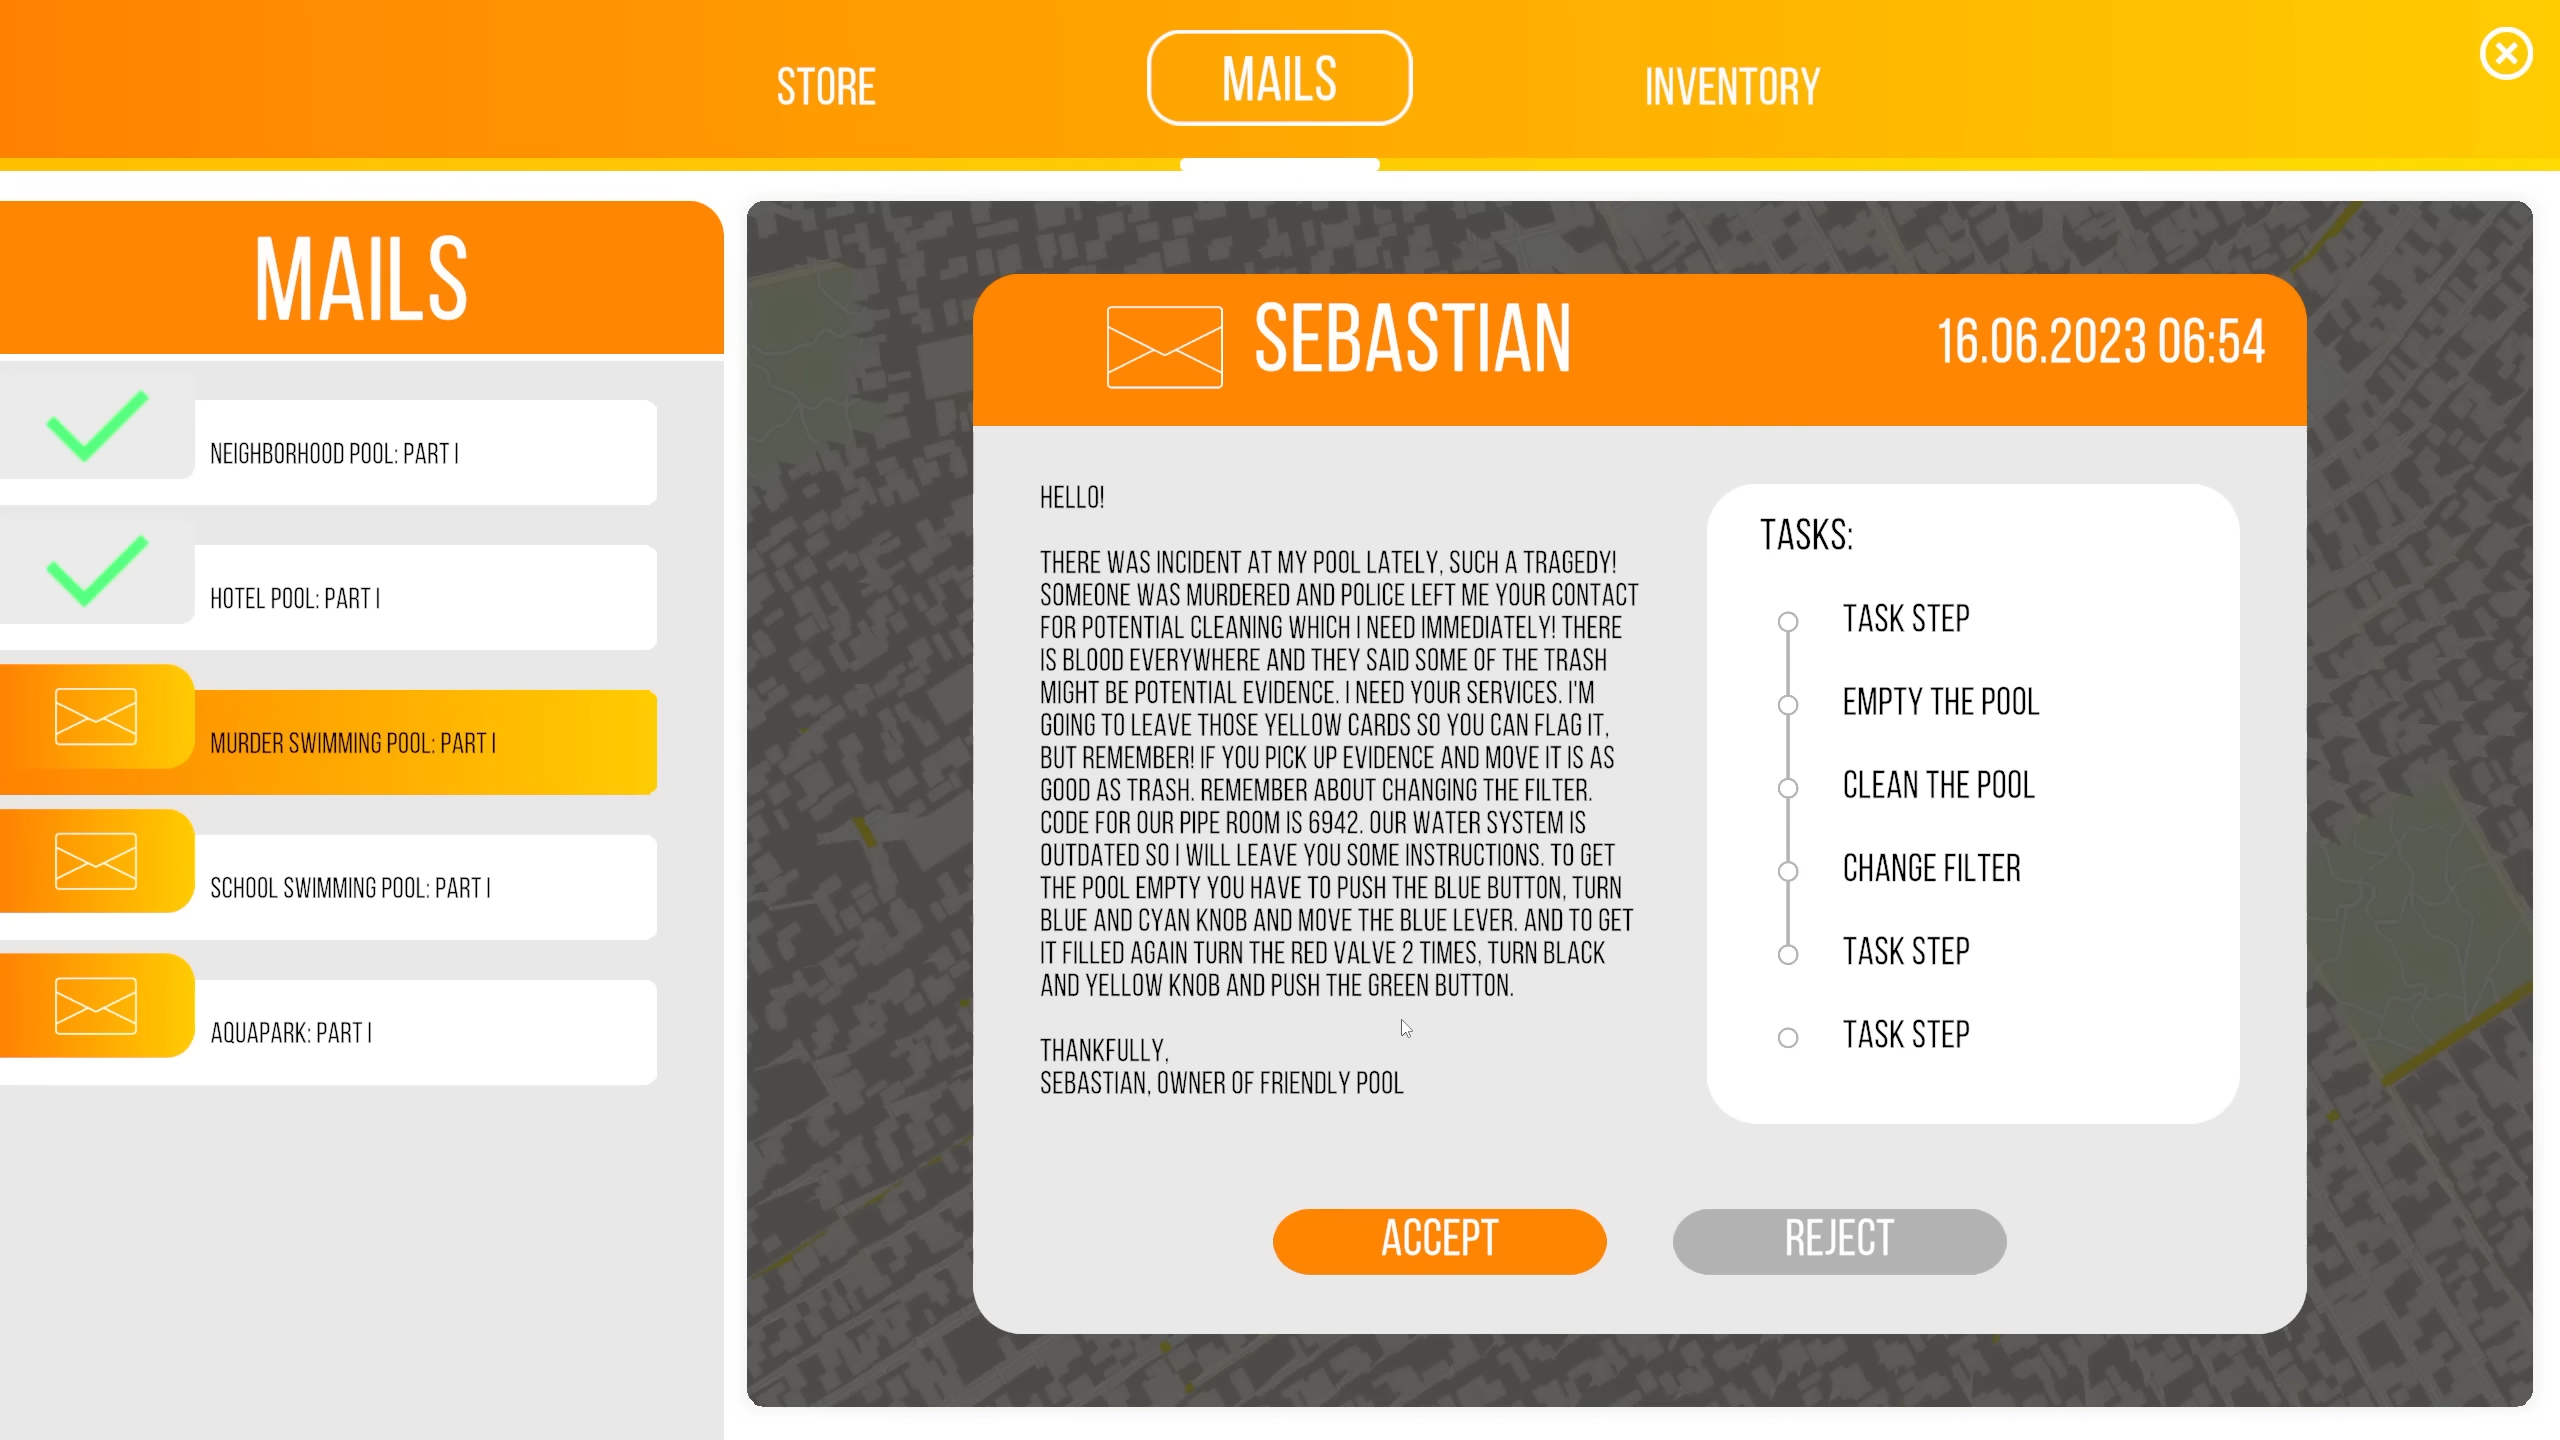 STORE
MAILS
INVENTORY
MAILS
NEIGHBORHOOD POOL: PART I
HOTEL POOL: PART I
MURDER SWIMMING POOL: PART I
SCHOOL SWIMMING POOL: PART I
AQUAPARK: PART I
SEBASTIAN
16.06.2023 06:54
HELLO!
THERE WAS INCIDENT AT MY POOL LATELY, SUCH A TRAGEDY!
SOMEONE WAS MURDERED AND POLICE LEFT ME YOUR CONTACT
FOR POTENTIAL CLEANING WHICH I NEED IMMEDIATELY! THERE
IS BLOOD EVERYWHERE AND THEY SAID SOME OF THE TRASH
MIGHT BE POTENTIAL EVIDENCE. I NEED YOUR SERVICES. I'M
GOING TO LEAVE THOSE YELLOW CARDS SO YOU CAN FLAG IT,
BUT REMEMBER! IF YOU PICK UP EVIDENCE AND MOVE IT IS AS
GOOD AS TRASH. REMEMBER ABOUT CHANGING THE FILTER.
CODE FOR OUR PIPE ROOM IS 6942. OUR WATER SYSTEM IS
OUTDATED SO I WILL LEAVE YOU SOME INSTRUCTIONS. TO GET
THE POOL EMPTY YOU HAVE TO PUSH THE BLUE BUTTON, TURN
BLUE AND CYAN KNOB AND MOVE THE BLUE LEVER. AND TO GET
IT FILLED AGAIN TURN THE RED VALVE 2 TIMES, TURN BLACK
AND YELLOW KNOB AND PUSH THE GREEN BUTTON.
THANKFULLY,
SEBASTIAN, OWNER OF FRIENDLY POOL
TASKS:
TASK STEP
EMPTY THE POOL
CLEAN THE POOL
CHANGE FILTER
TASK STEP
TASK STEP
ACCEPT
REJECT